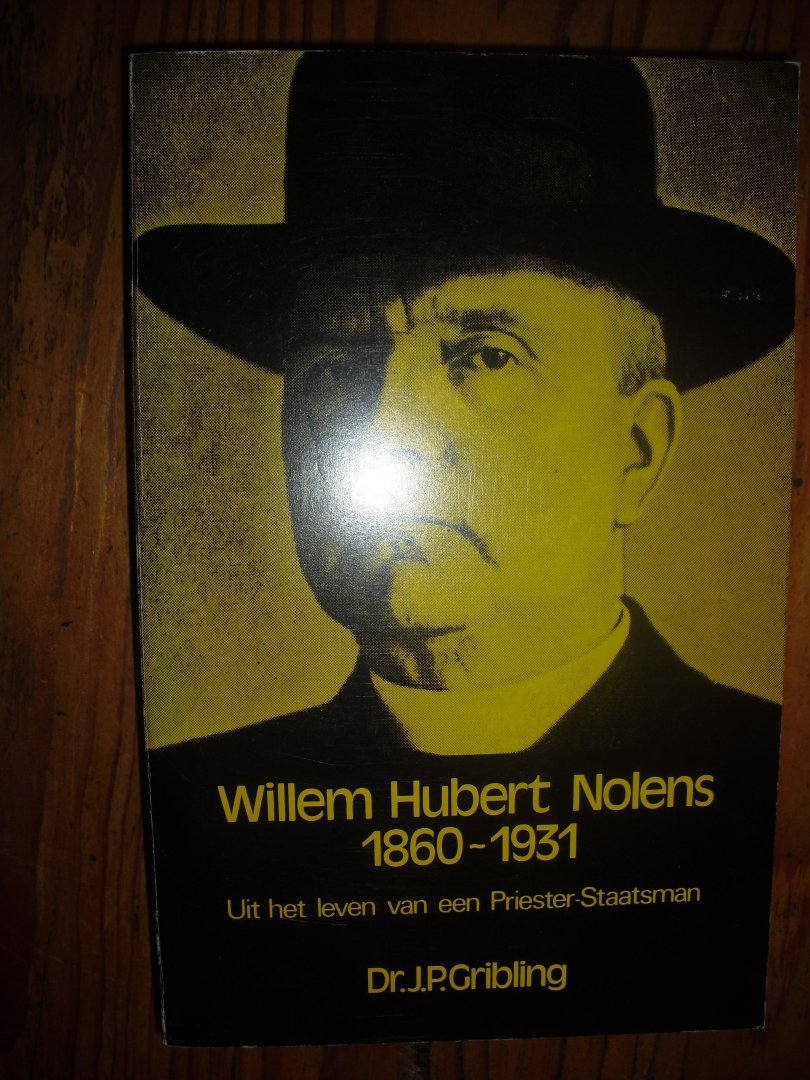 Willem Hubert Nolens
1860-1931
Uit het leven van een Priester-Staatsman
Dr.J.P.Gribling